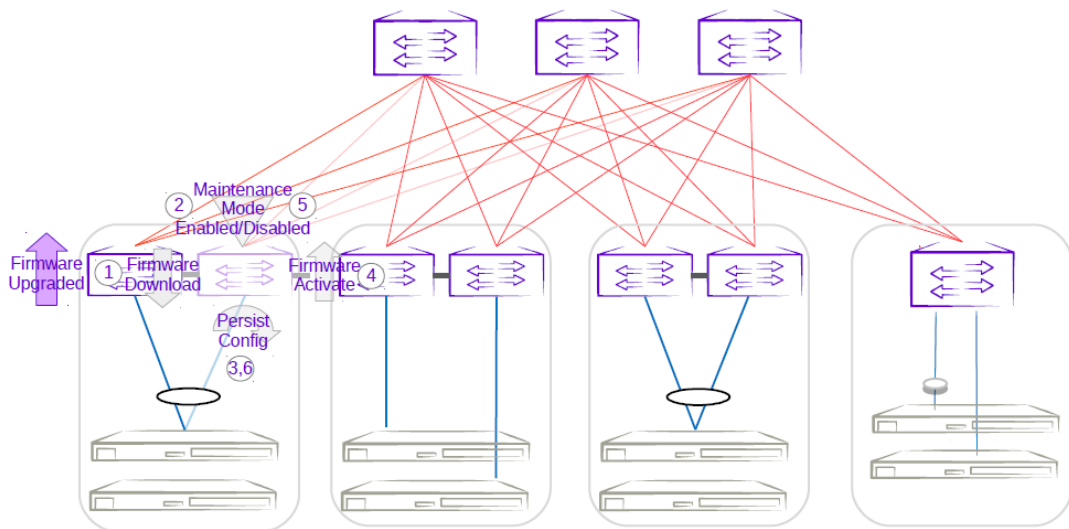 2
Maintenance
Mode
Enabled/Disabled
5
Firmware
Upgraded
1
Firmware
Download
Firmware
Activate
4
Persist
Config
3,6